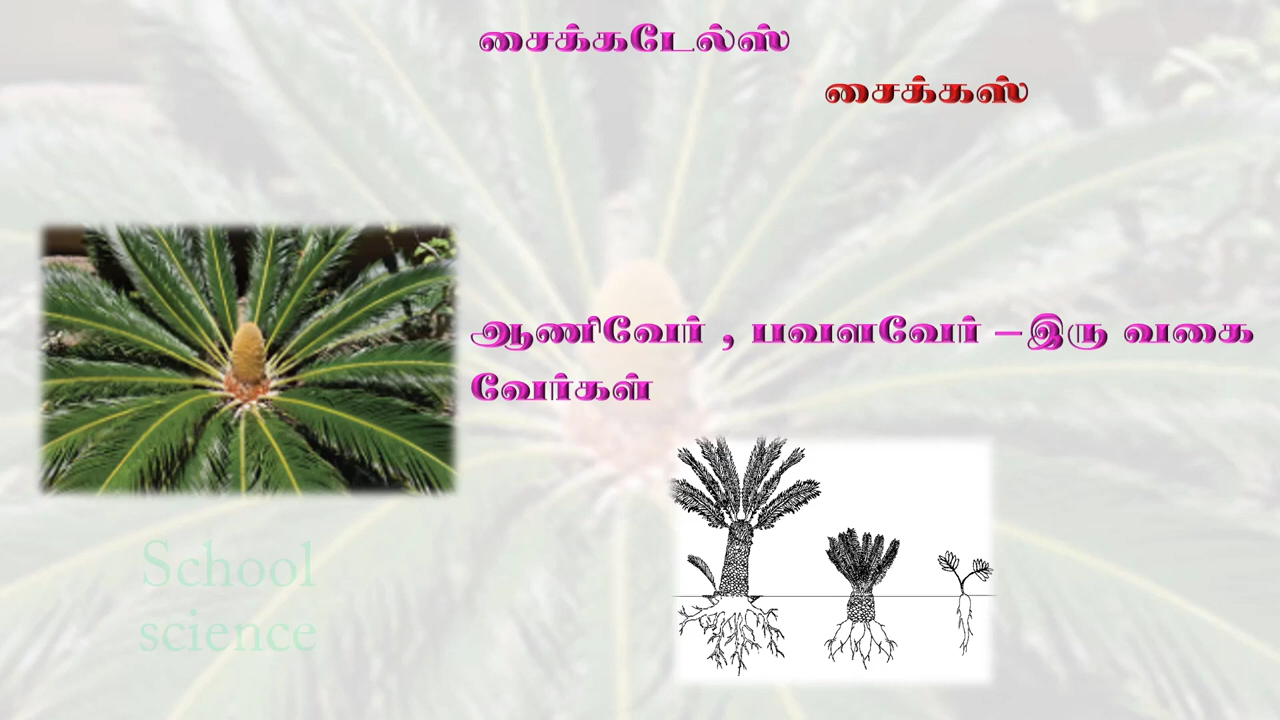 சைக்கடேல்ஸ்
சைக்கஸ்
ஆணிவேர் , பவளவேர் –இரு வகை
வேர்கள்
School
science